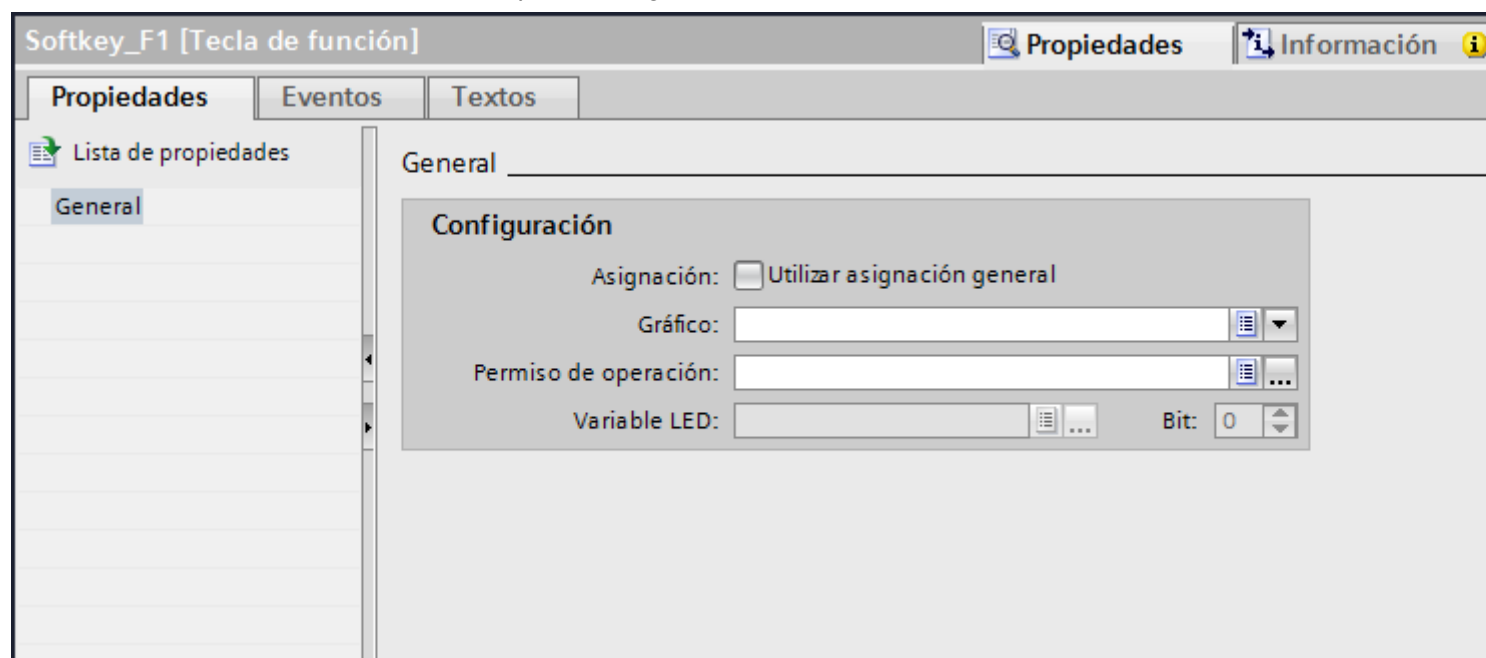 Softkey_F1 [Tecla de función] Propiedades Información
Propiedades Eventos Textos
Lista de propiedades
General
General
Configuración
Asignación: Utilizar asignación general
Gráfico:
Permiso de operación: ...
Variable LED: ... Bit: 0